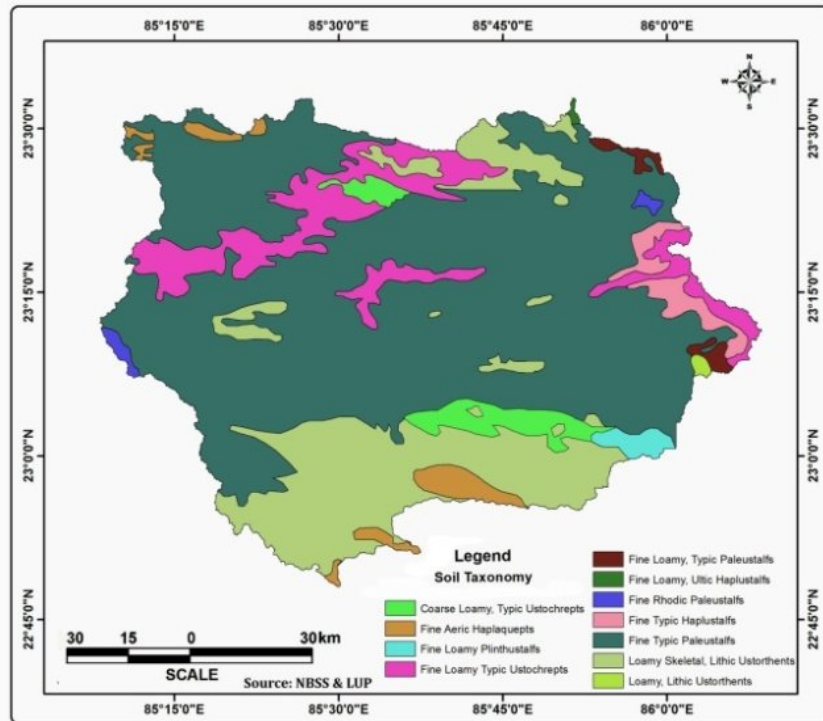 85°15'0"E 85°30'0"E 85°45'0"E 86°0'0"E
N
W E
S
23°30'0"N 23°30'0"N
23°15'0"N 23°15'0"N
23°0'0"N 23°0'0"N
22°45'0"N 22°45'0"N
Legend
Soil Taxonomy
Coarse Loamy, Typic Ustochrepts
Fine Aeric Haplaquepts
Fine Loamy Plinthustalfs
Fine Loamy Typic Ustochrepts
Fine Loamy, Typic Paleustalfs
Fine Loamy, Ultic Haplustalfs
Fine Rhodic Paleustalfs
Fine Typic Haplustalfs
Fine Typic Paleustalfs
Loamy Skeletal, Lithic Ustorthents
Loamy, Lithic Ustorthents
30 15 0 30km
SCALE
Source: NBSS & LUP
85°15'0"E 85°30'0"E 85°45'0"E 86°0'0"E